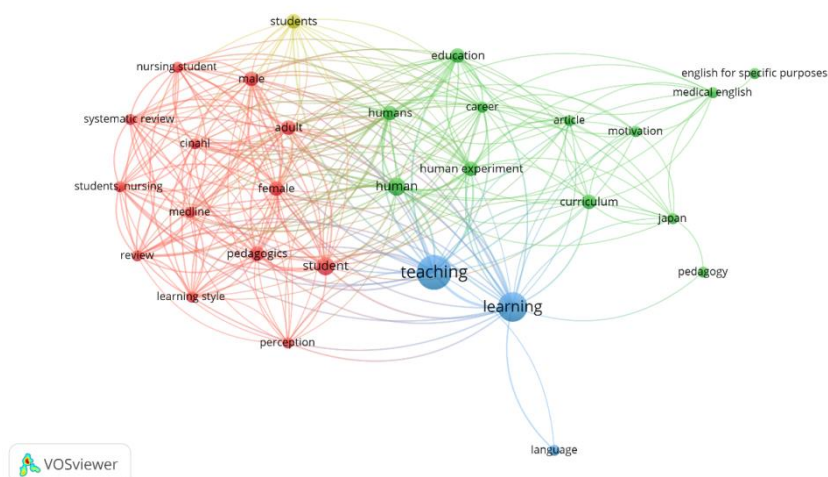 students
education
nursing student
male
english for specific purposes
medical english
humans
career
systematic review
adult
article
motivation
cinahl
human experiment
students, nursing
female
human
medline
curriculum
japan
review
pedagogics
student
teaching
pedagogy
learning style
learning
perception
language
VOSviewer